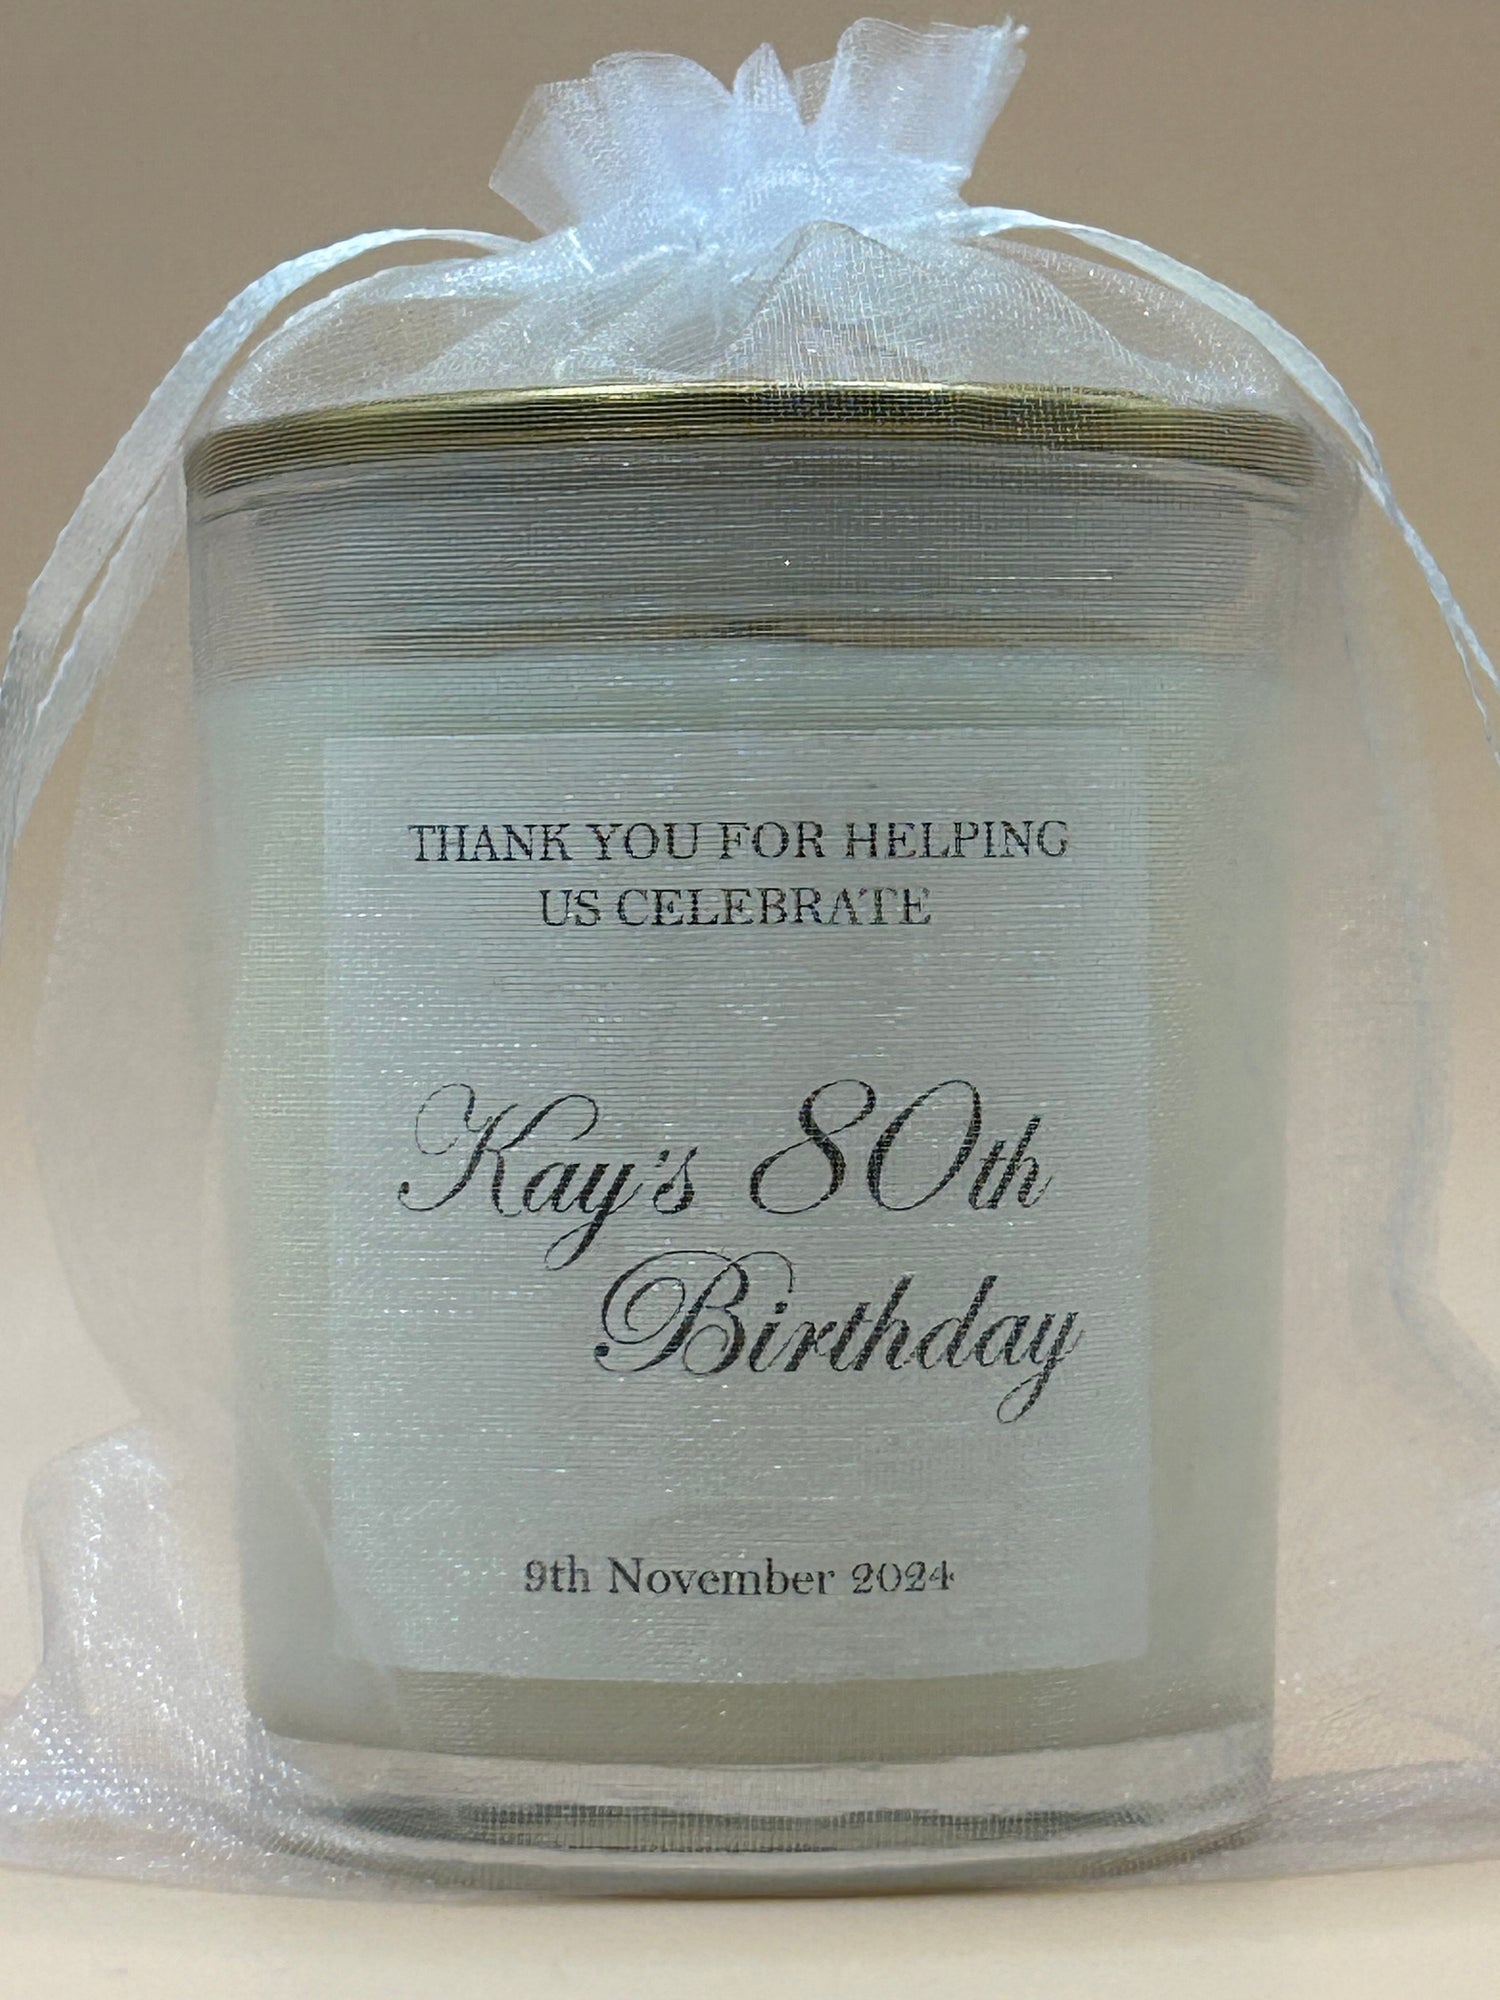 THANK YOU FOR HELPING
US CELEBRATE
Kay's 80th
Birthday
9th November 2024